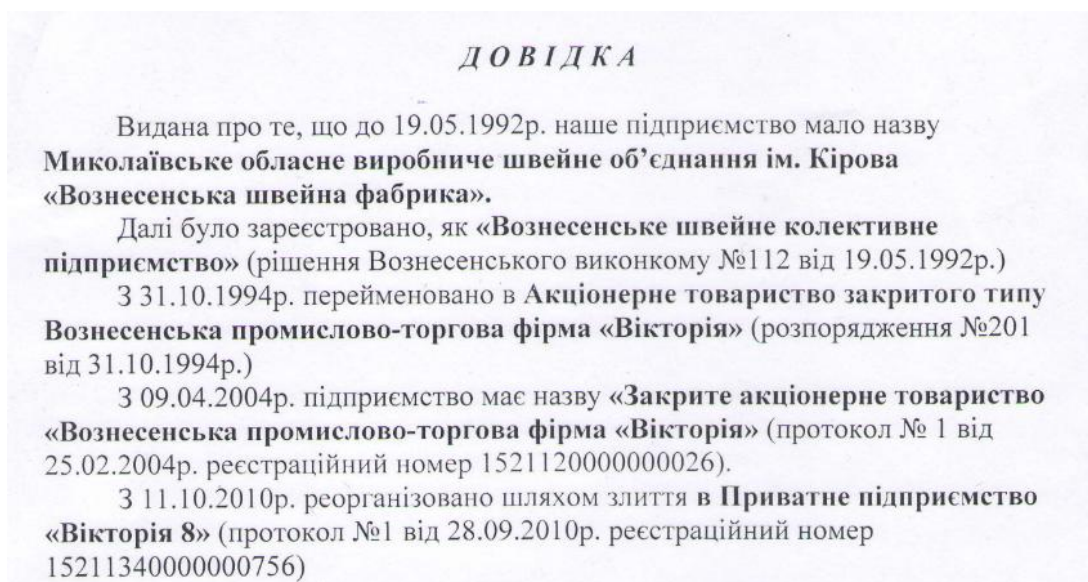 ДОВІДКА
Видана про те, що до 19.05.1992р. наше підприємство мало назву
Миколаївське обласне виробниче швейне об’єднання ім. Кірова
«Вознесенська швейна фабрика».
Далі було зареєстровано, як «Вознесенське швейне колективне
підприємство» (рішення Вознесенського виконкому №112 від 19.05.1992р.)
З 31.10.1994р. перейменовано в Акціонерне товариство закритого типу
Вознесенська промислово-торгова фірма «Вікторія» (розпорядження №201
від 31.10.1994р.)
З 09.04.2004р. підприємство має назву «Закрите акціонерне товариство
«Вознесенська промислово-торгова фірма «Вікторія» (протокол № 1 від
25.02.2004р. реєстраційний номер 1521120000000026).
З 11.10.2010р. реорганізовано шляхом злиття в Приватне підприємство
«Вікторія 8» (протокол №1 від 28.09.2010р. реєстраційний номер
15211340000000756)